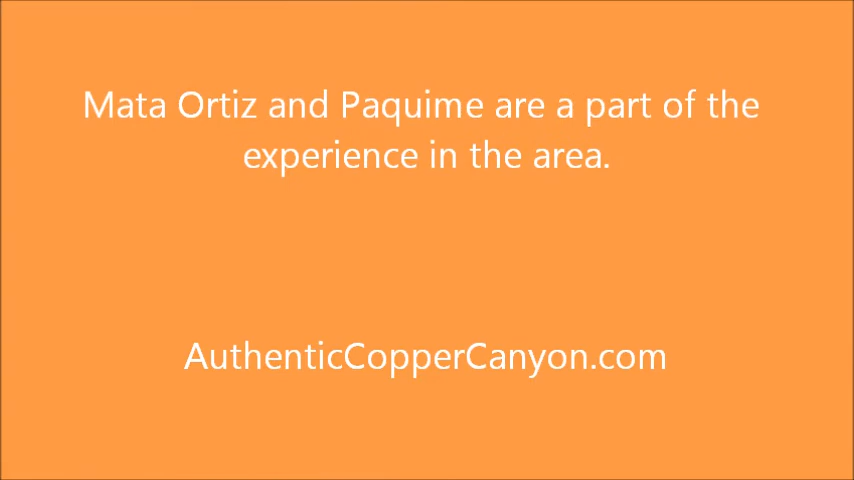 Mata Ortiz and Paquime are a part of the
experience in the area.
AuthenticCopperCanyon.com